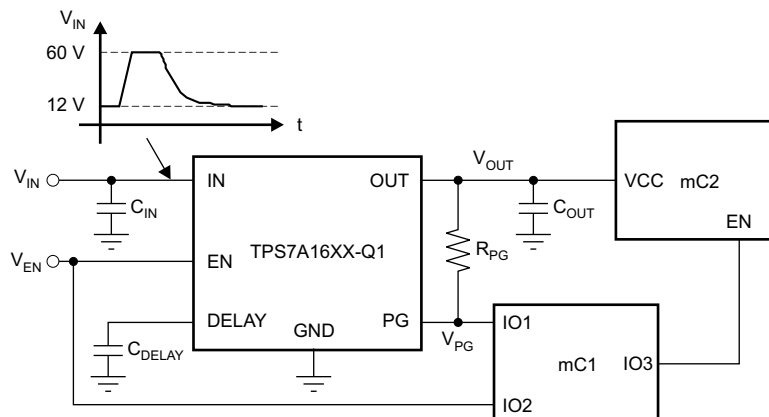 V_IN
60 V
12 V
t
V_IN
C_IN
IN
OUT
V_OUT
C_OUT
VCC
mC2
EN
V_EN
EN
TPS7A16XX-Q1
R_PG
DELAY
GND
PG
V_PG
C_DELAY
IO1
mC1
IO3
IO2